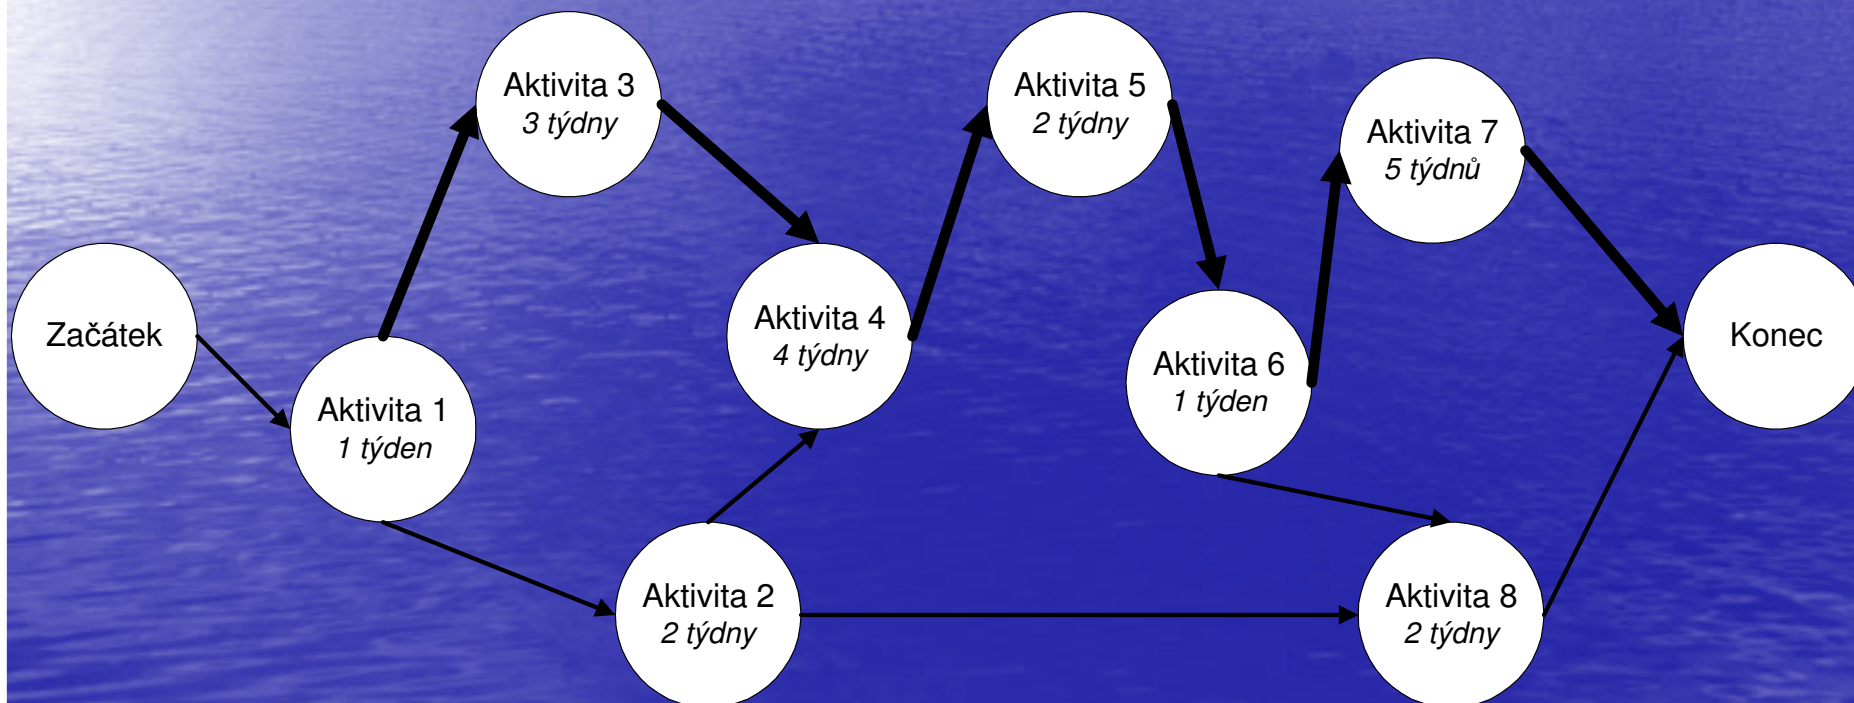 Začátek
Aktivita 1
1 týden
Aktivita 3
3 týdny
Aktivita 2
2 týdny
Aktivita 4
4 týdny
Aktivita 5
2 týdny
Aktivita 6
1 týden
Aktivita 7
5 týdnů
Aktivita 8
2 týdny
Konec